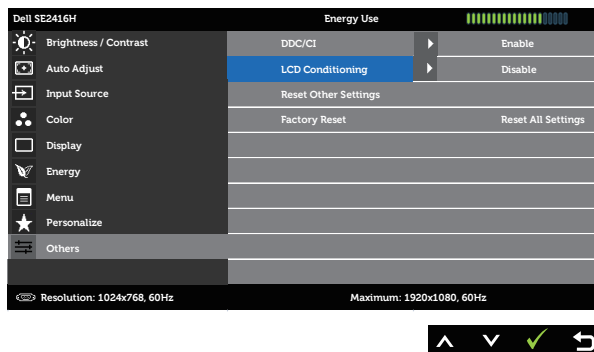 Dell SE2416H Energy Use
Brightness / Contrast DDC/CI Enable
Auto Adjust LCD Conditioning Disable
Input Source Reset Other Settings
Color Factory Reset Reset All Settings
Display
Energy
Menu
Personalize
Others
Resolution: 1024x768, 60Hz Maximum: 1920x1080, 60Hz